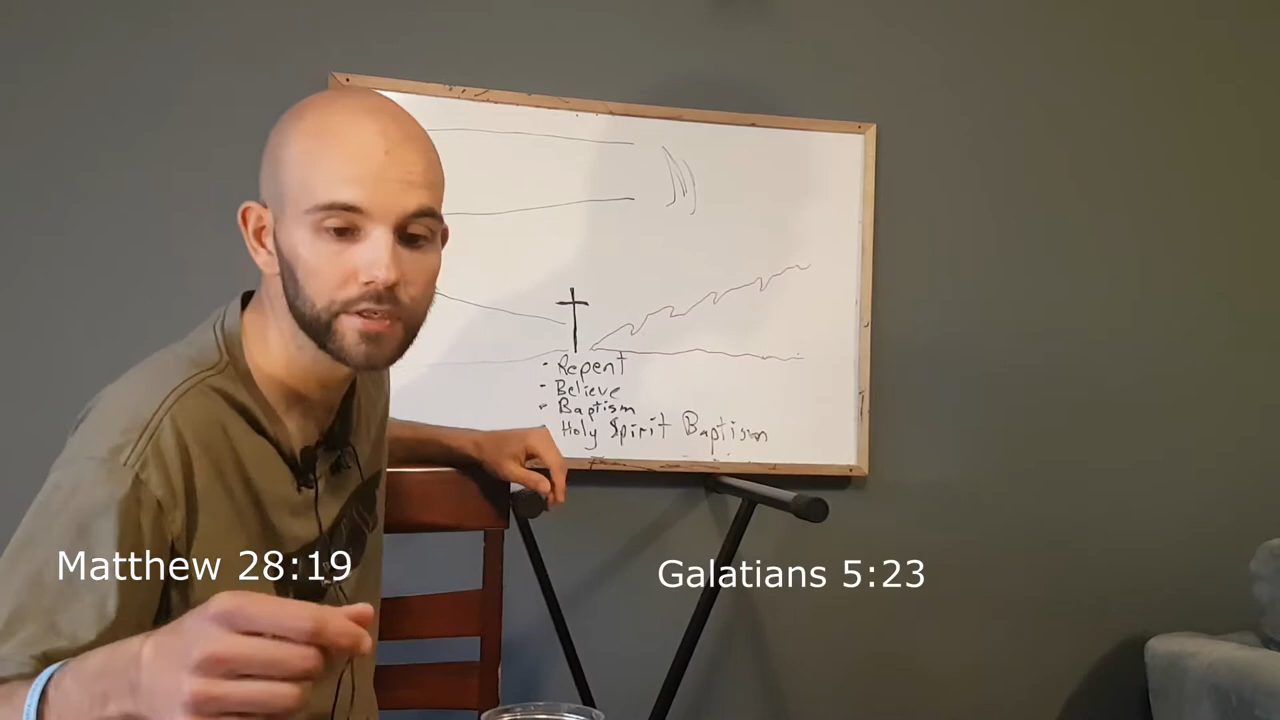 - Repent
- Believe
- Baptism
Holy Spirit Baptism
Matthew 28:19
Galatians 5:23